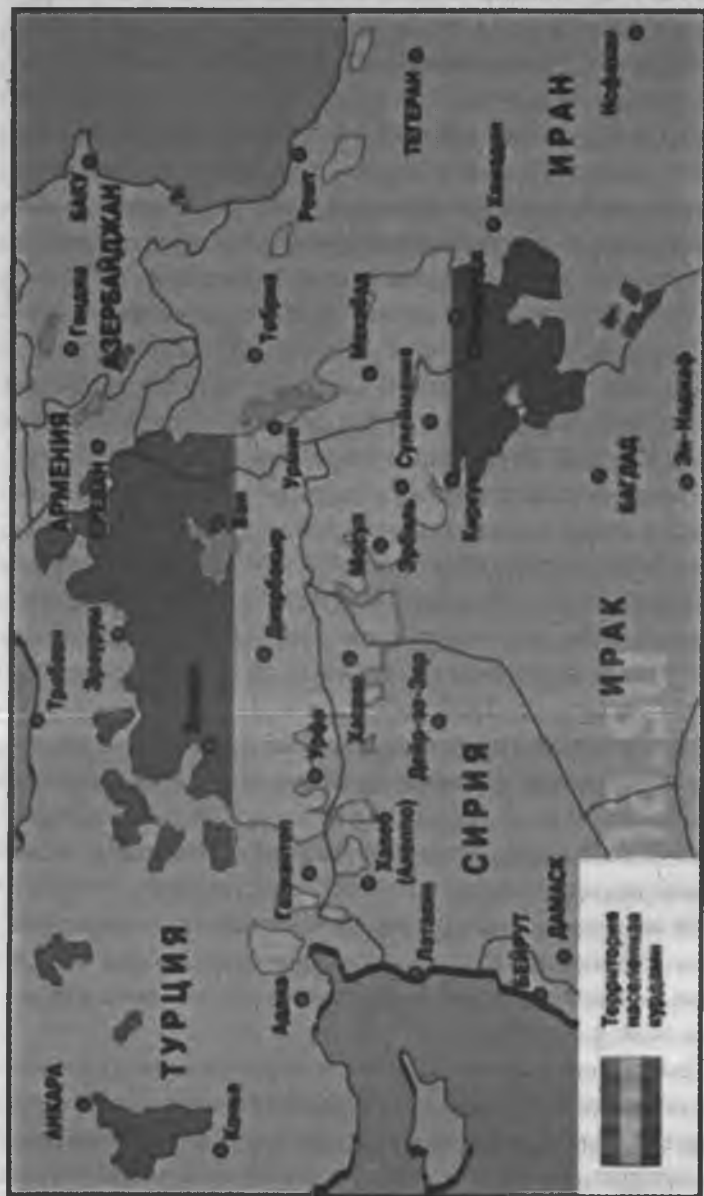 Трабзон
АРМЕНИЯ
АНКАРА
БАКУ
Гянджа
ЕРЕВАН
Эрзурум
АЗЕРБАЙДЖАН
ТУРЦИЯ
Конья
Ван
Диярбакыр
Тебриз
Адана
Газиантеп
Урмия
Урфа
Решт
Хасеке
Мосул
Мехабад
Халеб
(Алеппо)
Дейр-эз-Зор
Эрбиль
Сулеймания
ТЕГЕРАН
Латакия
СИРИЯ
Киркук
Хамадан
БЕЙРУТ
ДАМАСК
ИРАН
ИРАК
БАГДАД
Исфахан
Эн-Наджаф
Территория
населенная
курдами